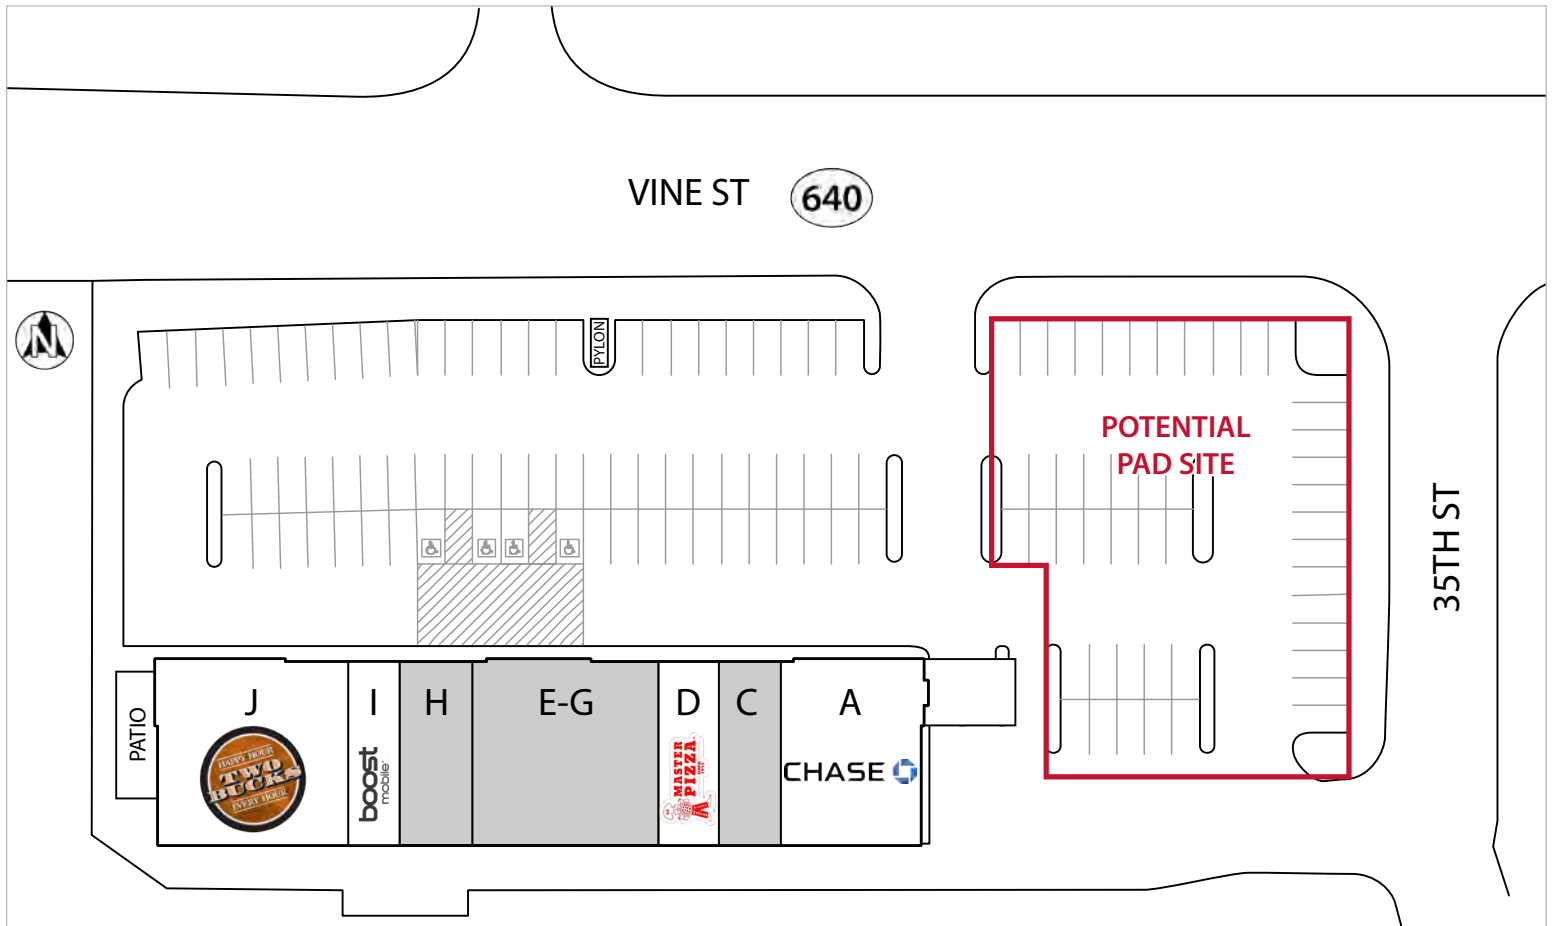 VINE ST 640
N
PYLON
POTENTIAL
PAD SITE
35TH ST
J
I
H
E-G
D
C
A
PATIO
HAPPY HOUR
TWO
BUCKS
EVERY HOUR
boost
mobile
MASTER
PIZZA
CHASE